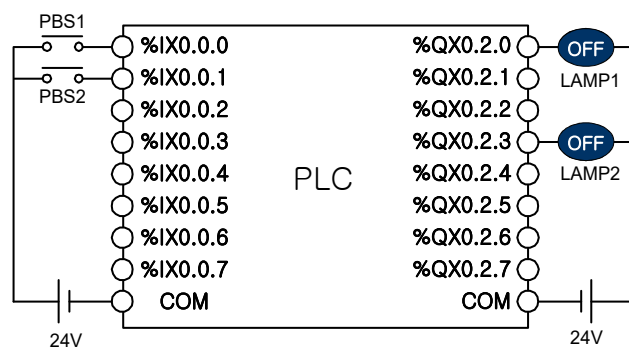 PBS1
%IX0.0.0 %QX0.2.0 OFF
%IX0.0.1 %QX0.2.1 LAMP1
PBS2
%IX0.0.2 %QX0.2.2
%IX0.0.3 %QX0.2.3 OFF
%IX0.0.4 PLC %QX0.2.4 LAMP2
%IX0.0.5 %QX0.2.5
%IX0.0.6 %QX0.2.6
%IX0.0.7 %QX0.2.7
COM COM
24V 24V